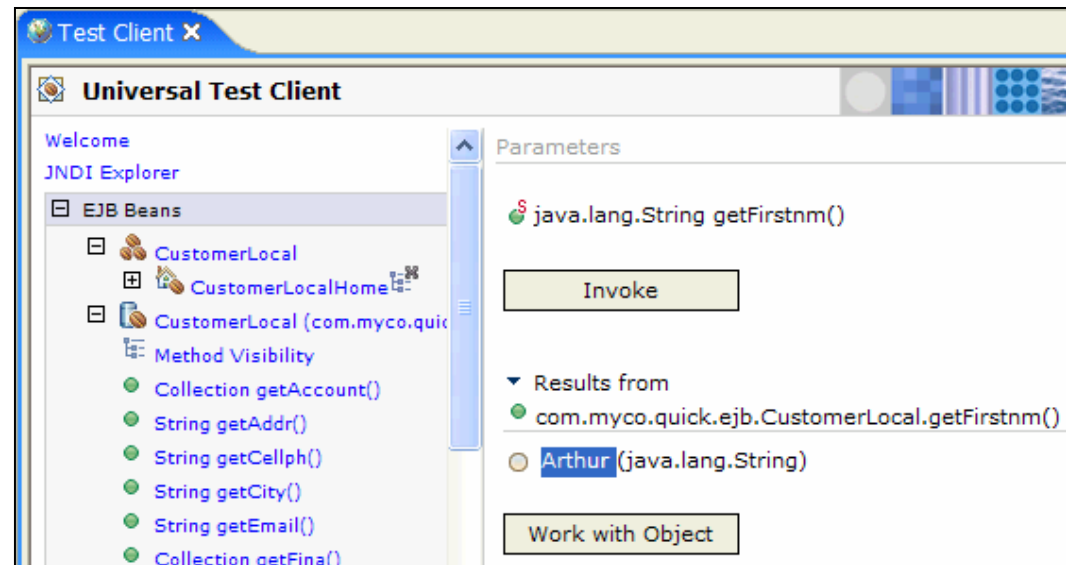 Test Client
Universal Test Client
Welcome
JNDI Explorer
EJB Beans
CustomerLocal
CustomerLocalHome
CustomerLocal (com.myco.quic
Method Visibility
Collection getAccount()
String getAddr()
String getCellph()
String getCity()
String getEmail()
Collection getFina()
Parameters
S java.lang.String getFirstnm()
Invoke
Results from
com.myco.quick.ejb.CustomerLocal.getFirstnm()
Arthur (java.lang.String)
Work with Object